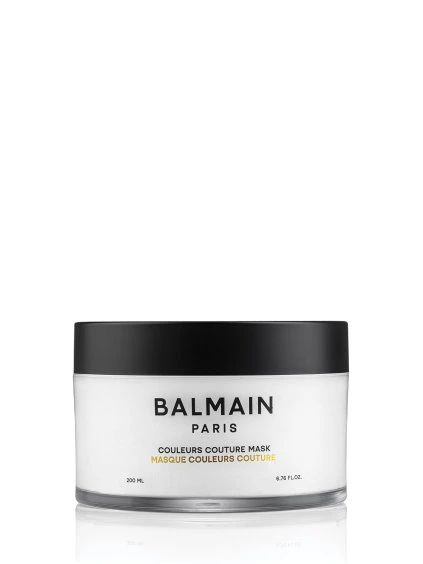 BALMAIN
PARIS
COULEURS COUTURE MASK
MASQUE COULEURS COUTURE
200 ML 6.76 FL.OZ.